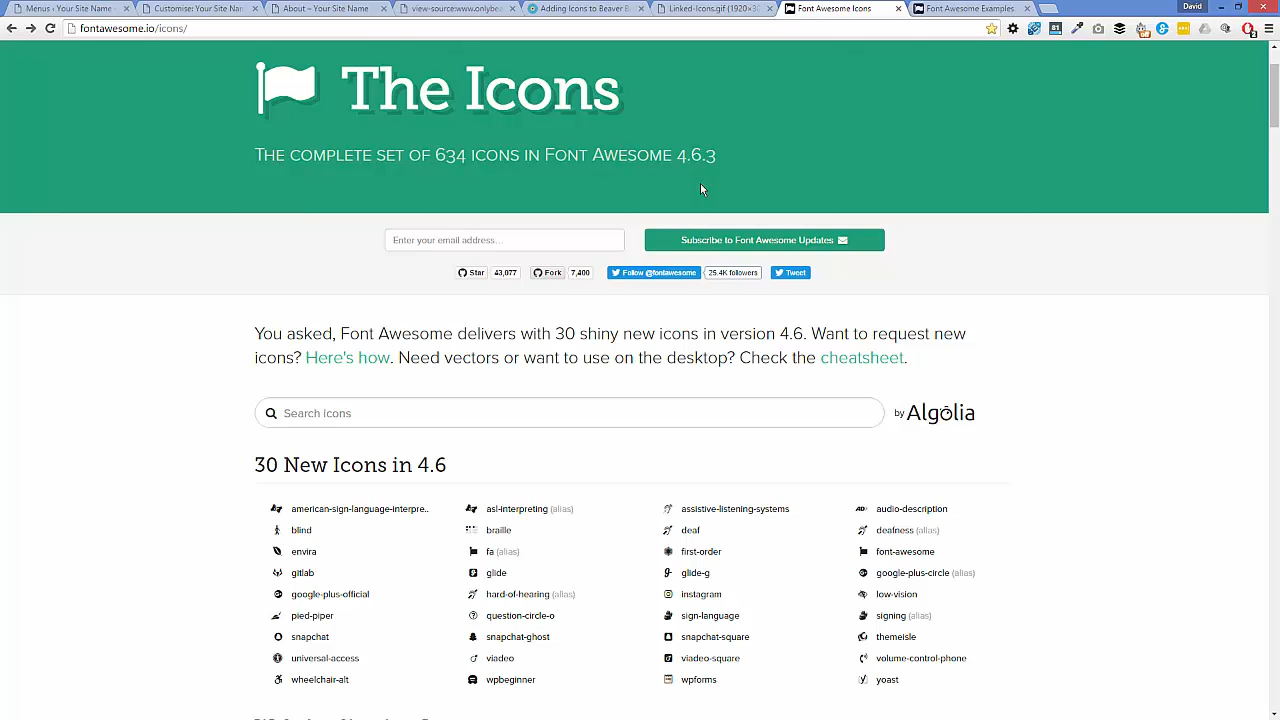 Menus ‹ Your Site Name -
Customise: Your Site Nam
About – Your Site Name
view-source:www.onlybea
Adding Icons to Beaver B
Linked-Icons.gif (1920×30
Font Awesome Icons
Font Awesome Examples
David
fontawesome.io/icons/
The Icons
The complete set of 634 icons in Font Awesome 4.6.3
Enter your email address...
Subscribe to Font Awesome Updates
Star 43,077 Fork 7,400 Follow @fontawesome 25.4K followers Tweet
You asked, Font Awesome delivers with 30 shiny new icons in version 4.6. Want to request new
icons? Here's how. Need vectors or want to use on the desktop? Check the cheatsheet.
Search icons
by Algolia
30 New Icons in 4.6
american-sign-language-interpre.. asl-interpreting (alias) assistive-listening-systems audio-description
blind braille deaf deafness (alias)
envira fa (alias) first-order font-awesome
gitlab glide glide-g google-plus-circle (alias)
google-plus-official hard-of-hearing (alias) instagram low-vision
pied-piper question-circle-o sign-language signing (alias)
snapchat snapchat-ghost snapchat-square themeisle
universal-access viadeo viadeo-square volume-control-phone
wheelchair-alt wpbeginner wpforms yoast